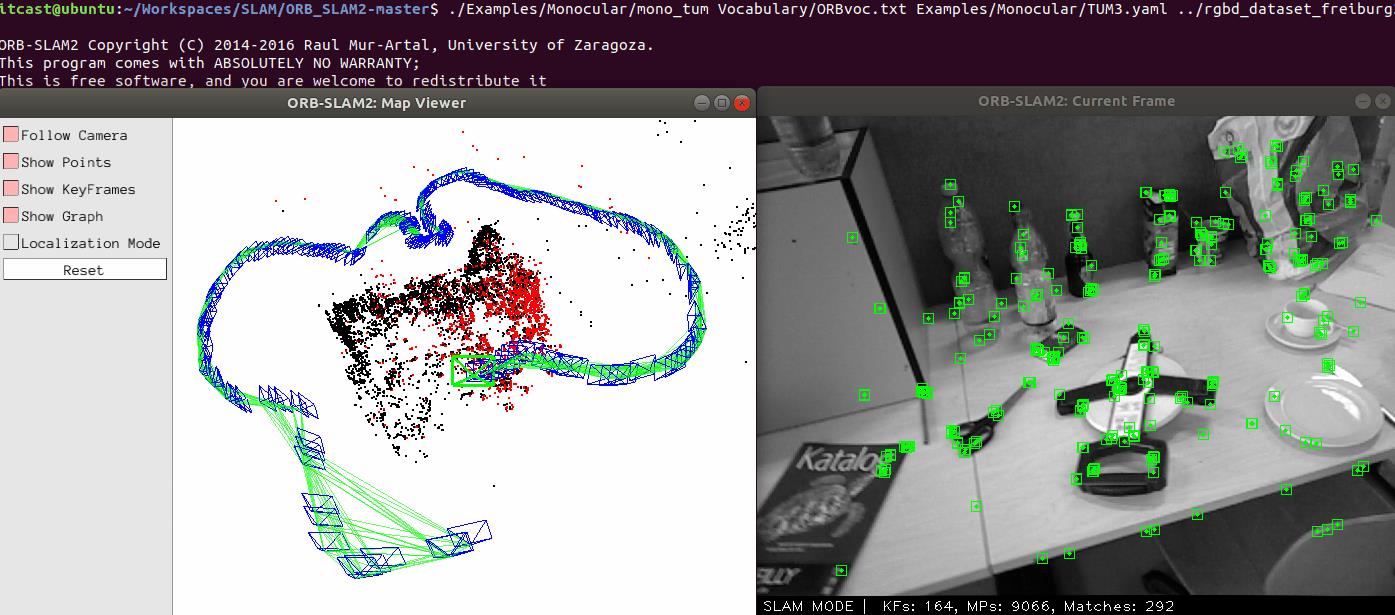 itcast@ubuntu:~/Workspaces/SLAM/ORB_SLAM2-master$ ./Examples/Monocular/mono_tum Vocabulary/ORBvoc.txt Examples/Monocular/TUM3.yaml ../rgbd_dataset_freiburg
ORB-SLAM2 Copyright (C) 2014-2016 Raul Mur-Artal, University of Zaragoza.
This program comes with ABSOLUTELY NO WARRANTY;
This is free software, and you are welcome to redistribute it
ORB-SLAM2: Map Viewer
Follow Camera
Show Points
Show KeyFrames
Show Graph
Localization Mode
Reset
ORB-SLAM2: Current Frame
Katalog
SLAM MODE | KFs: 164, MPs: 9066, Matches: 292